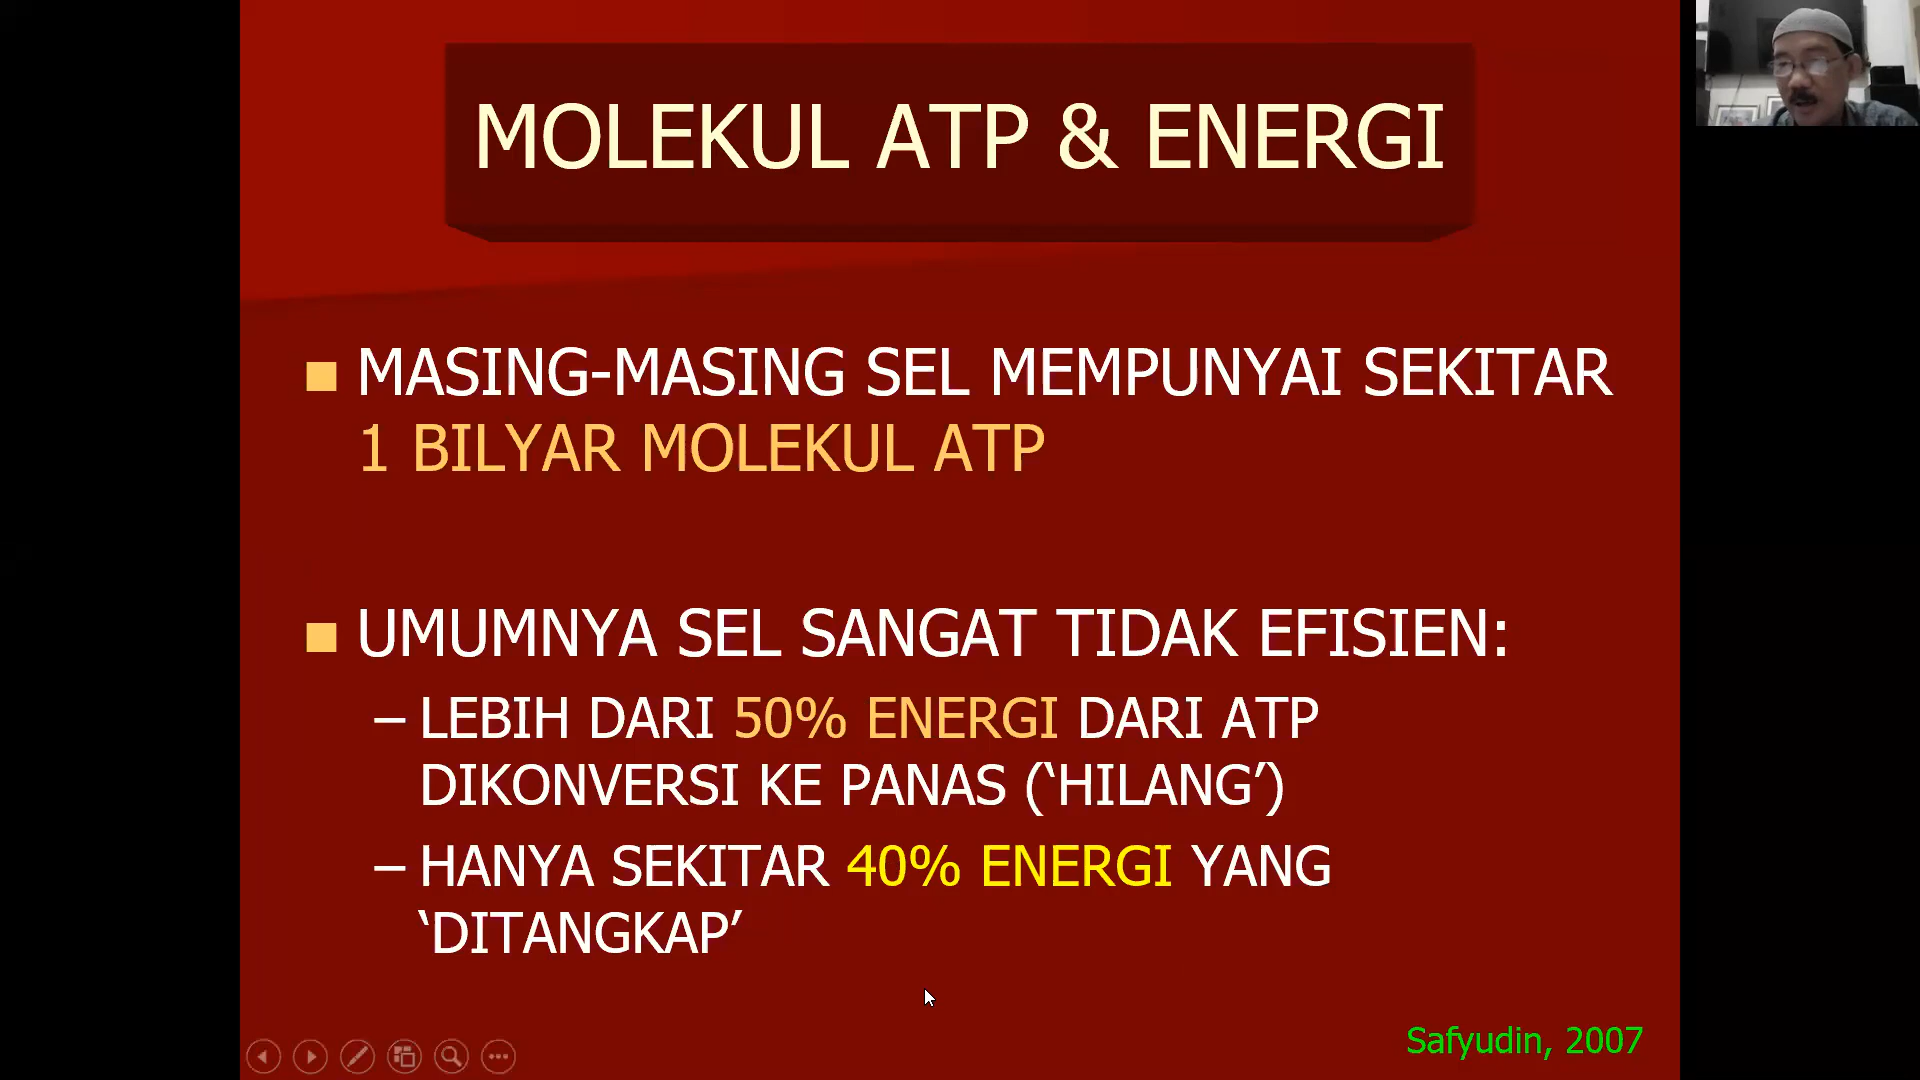 MOLEKUL ATP & ENERGI
MASING-MASING SEL MEMPUNYAI SEKITAR
1 BILYAR MOLEKUL ATP
UMUMNYA SEL SANGAT TIDAK EFISIEN:
– LEBIH DARI 50% ENERGI DARI ATP
DIKONVERSI KE PANAS (‘HILANG’)
– HANYA SEKITAR 40% ENERGI YANG
‘DITANGKAP’
Safyudin, 2007